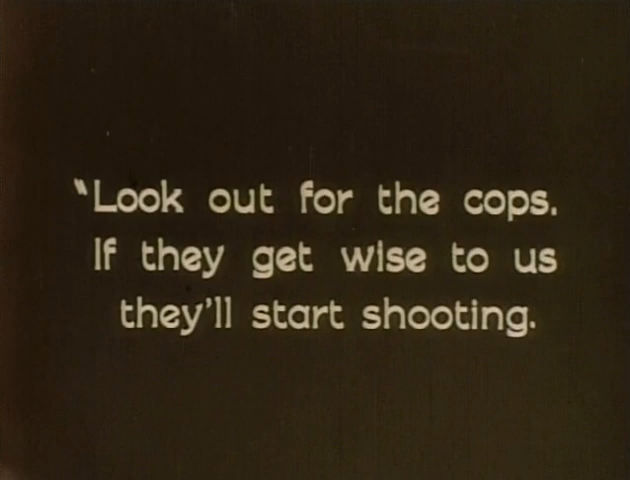 "Look out for the cops.
If they get wise to us
they'll start shooting.